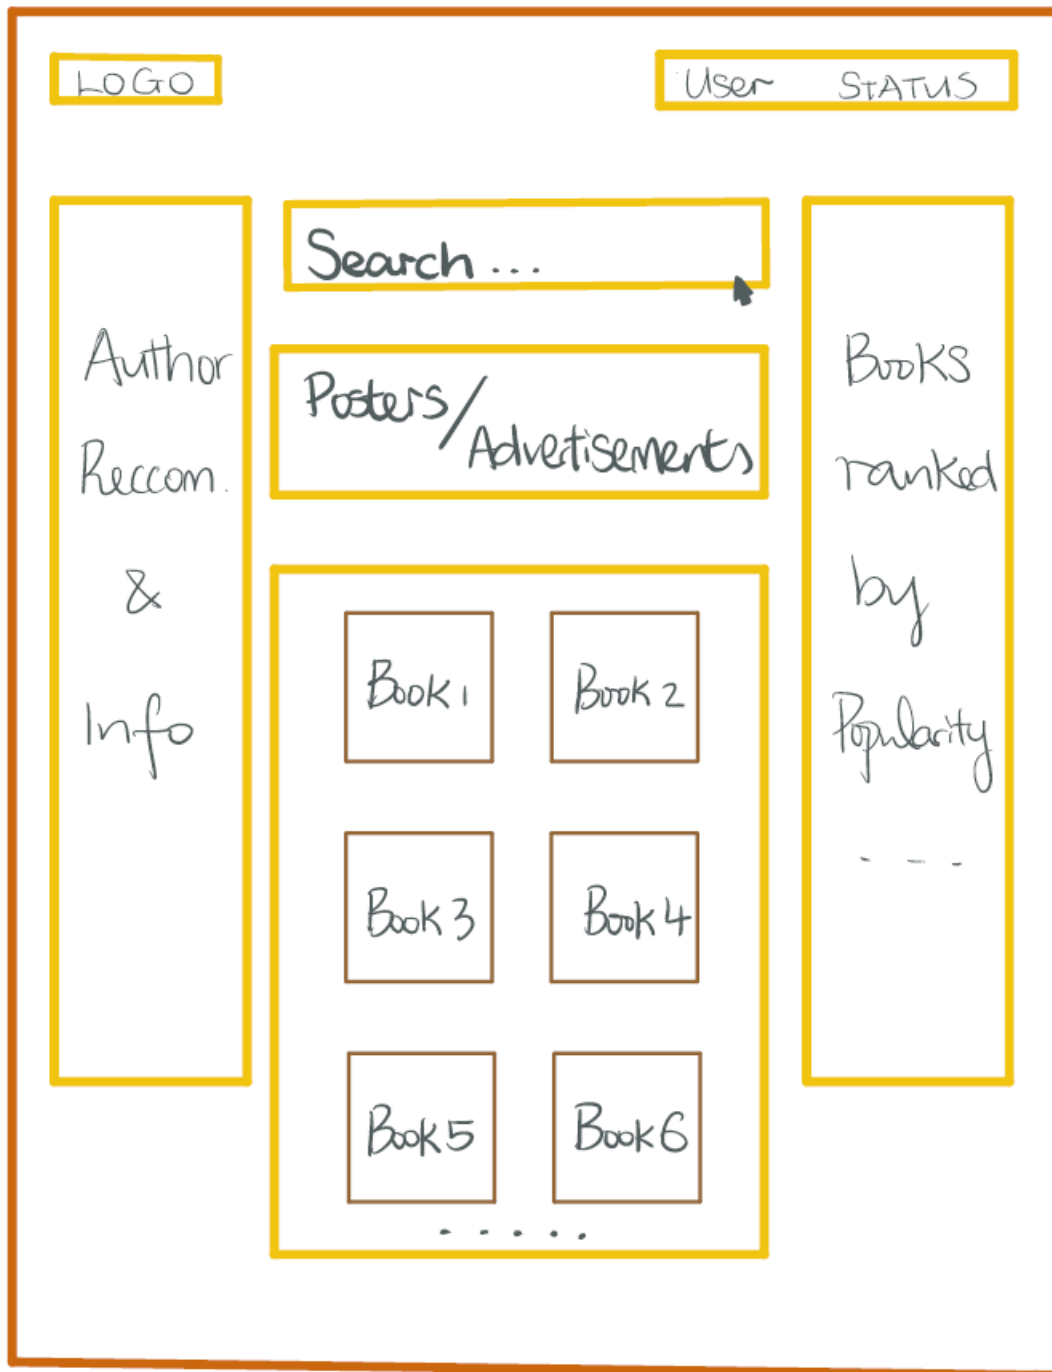 LOGO
User STATUS
Search ...
Posters/
Advertisements
Author
Reccom.
&
Info
Books
ranked
by
Popularity
- - -
Book 1
Book 2
Book 3
Book 4
Book 5
Book 6
. . . . .